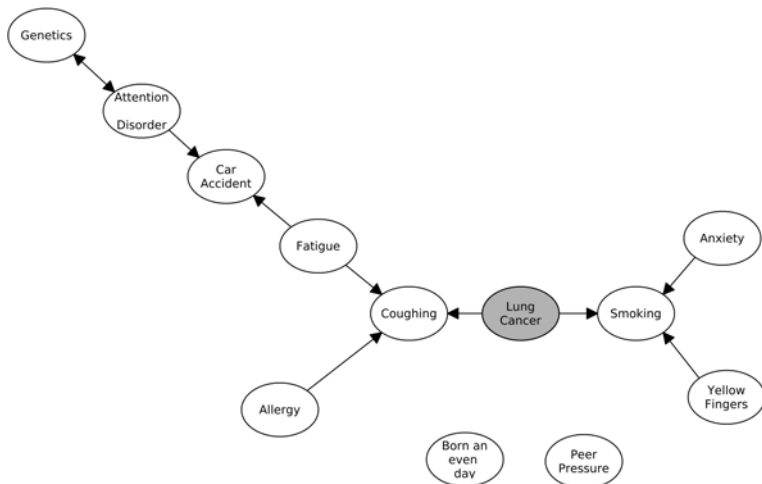 Genetics
Attention
Disorder
Car
Accident
Fatigue
Anxiety
Coughing
Lung
Cancer
Smoking
Allergy
Yellow
Fingers
Born an
even
day
Peer
Pressure